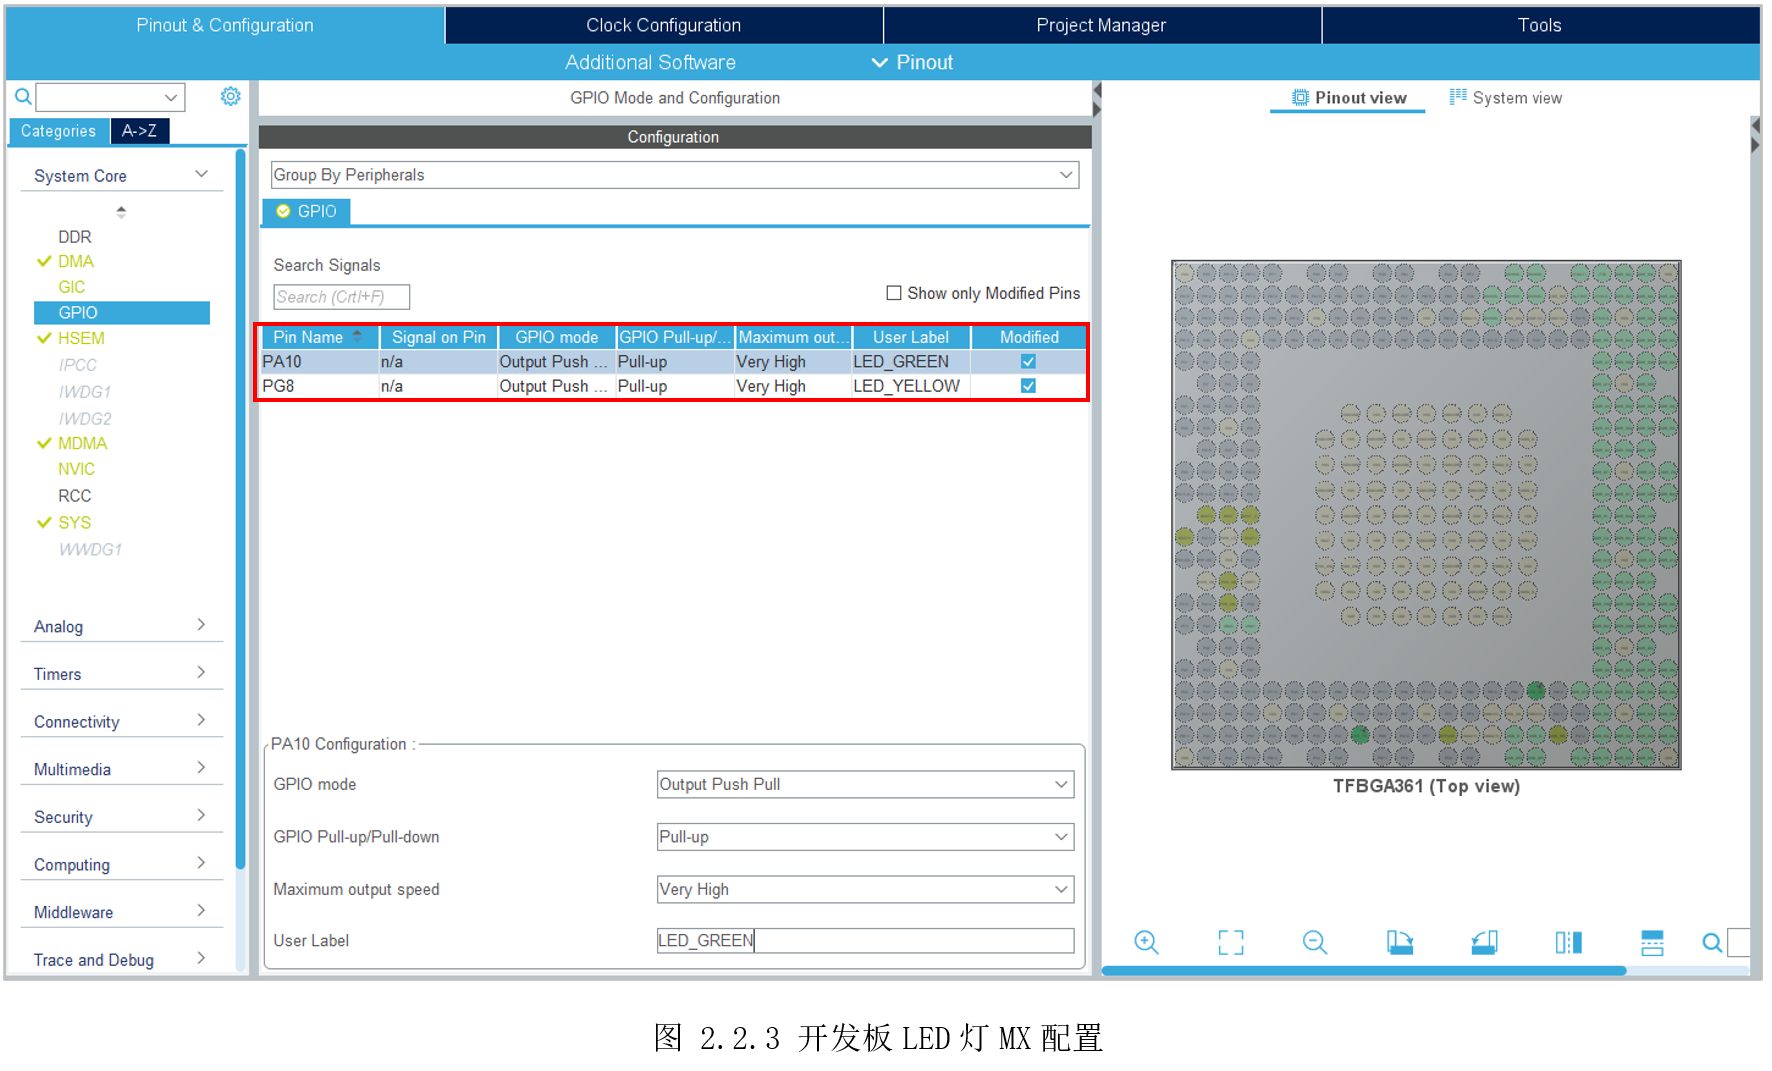 Pinout & Configuration
Clock Configuration
Project Manager
Tools
Additional Software
Pinout
GPIO Mode and Configuration
Pinout view
System view
Categories
A->Z
Configuration
Group By Peripherals
System Core
GPIO
DDR
DMA
GIC
GPIO
HSEM
IPCC
IWDG1
IWDG2
MDMA
NVIC
RCC
SYS
WWDG1
Analog
Timers
Connectivity
Multimedia
Security
Computing
Middleware
Trace and Debug
Search Signals
Search (Crtl+F)
Show only Modified Pins
Pin Name Signal on Pin GPIO mode GPIO Pull-up/... Maximum out... User Label Modified
PA10 n/a Output Push ... Pull-up Very High LED_GREEN
PG8 n/a Output Push ... Pull-up Very High LED_YELLOW
PA10 Configuration :
GPIO mode Output Push Pull
GPIO Pull-up/Pull-down Pull-up
Maximum output speed Very High
User Label LED_GREEN
TFBGA361 (Top view)
图 2.2.3 开发板 LED 灯 MX 配置